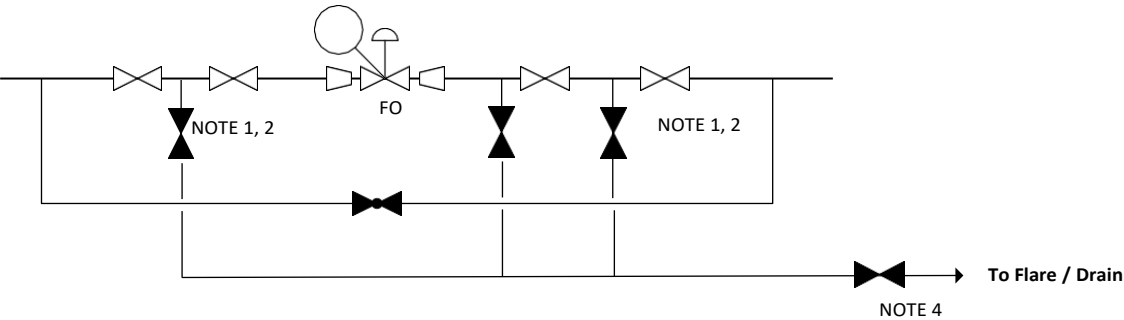 FO
NOTE 1, 2
NOTE 1, 2
To Flare / Drain
NOTE 4